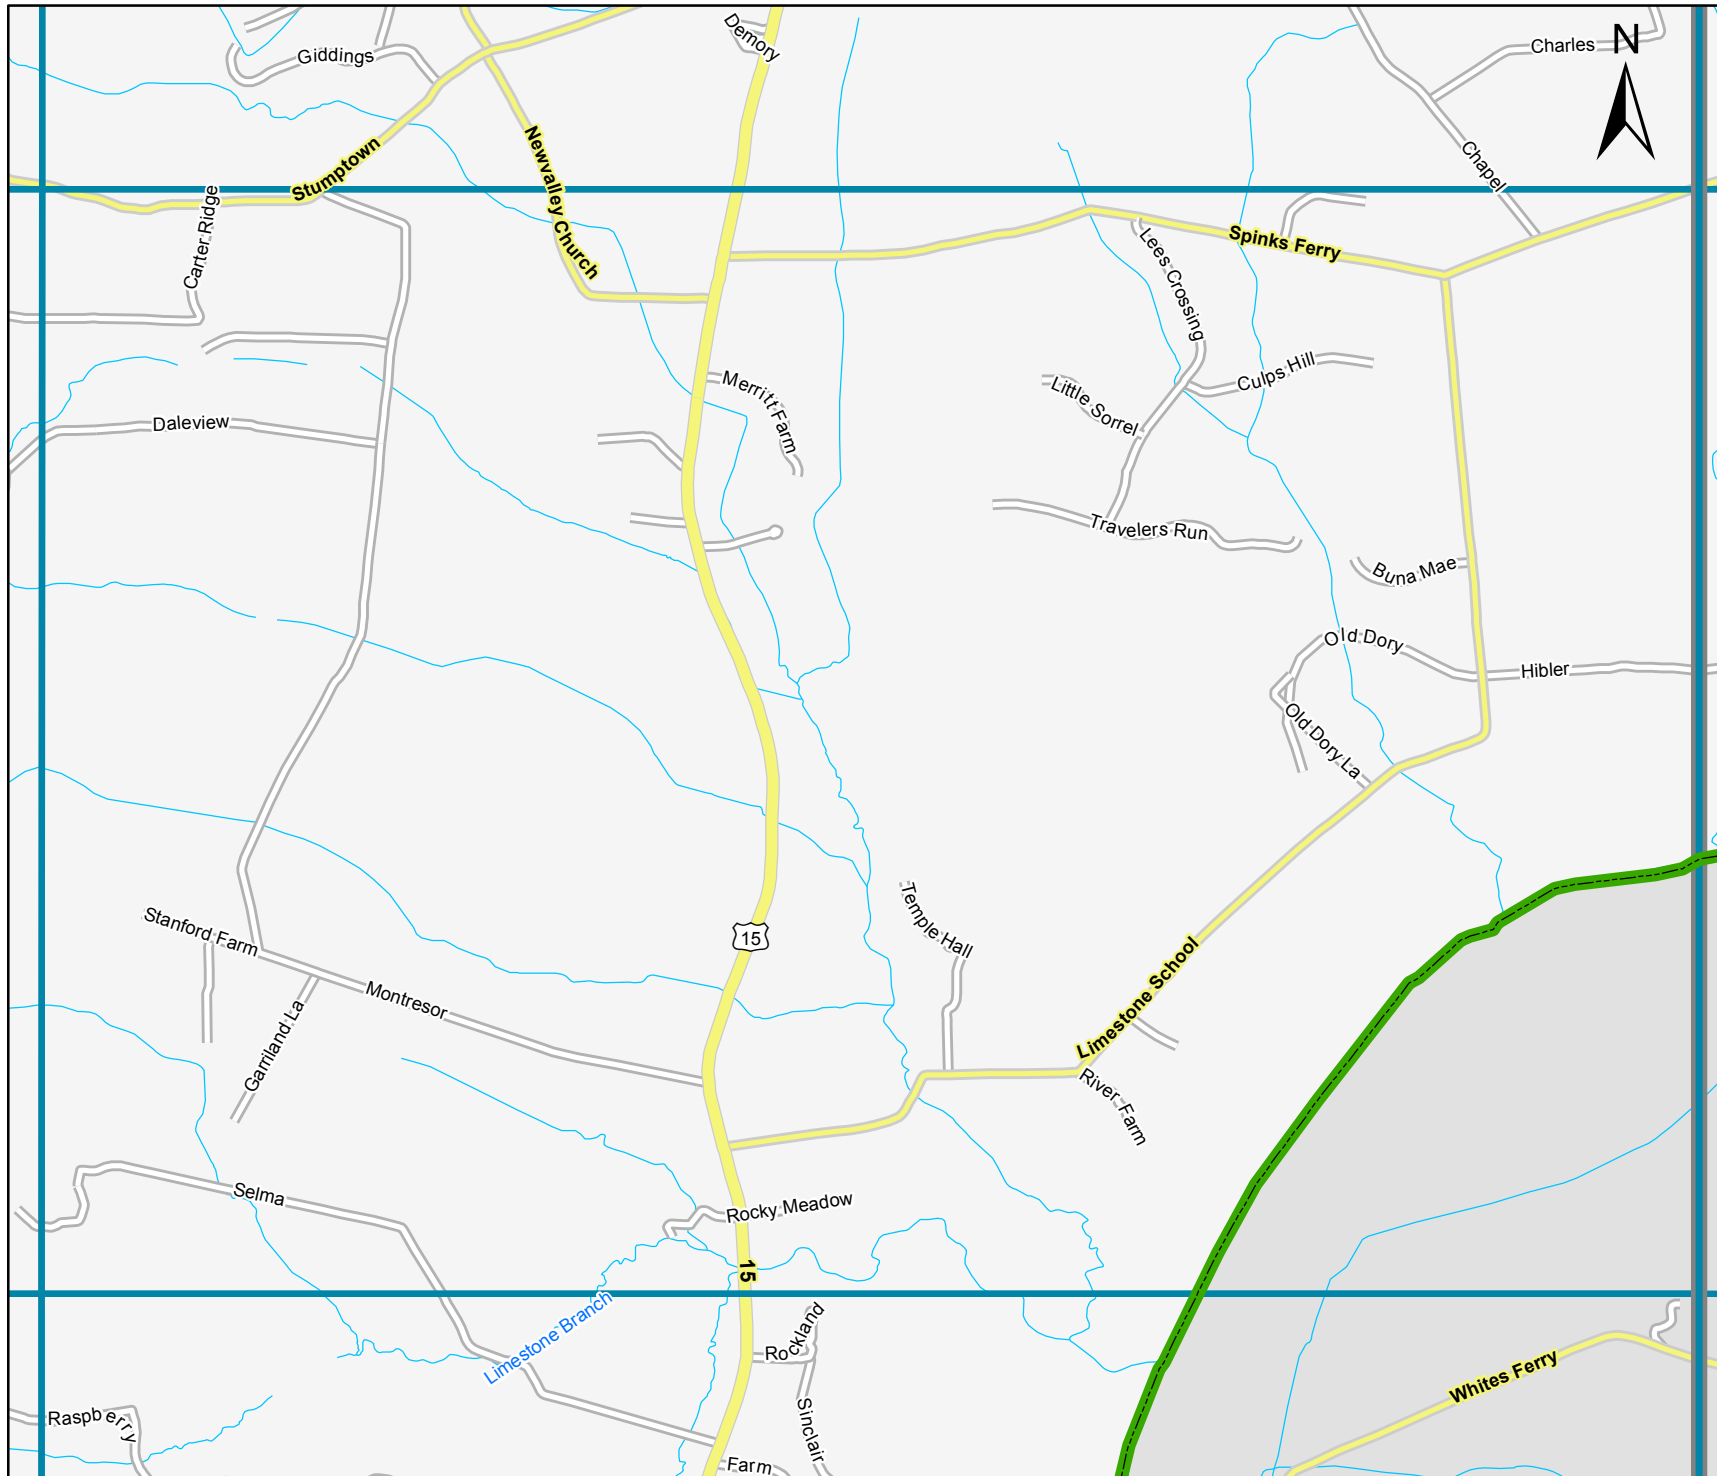 Demory
Giddings
Charles
N
Stumptown
Newvalley Church
Chapel
Carter Ridge
Lees Crossing
Spinks Ferry
Merritt Farm
Culps Hill
Little Sorrel
Daleview
Travelers Run
Buna Mae
Old Dory
Hibler
Old Dory La
Temple Hall
Stanford Farm
15
Limestone School
Montresor
Garriland La
River Farm
Selma
Rocky Meadow
15
Limestone Branch
Rockland
Whites Ferry
Raspberry
Sinclair
Farm